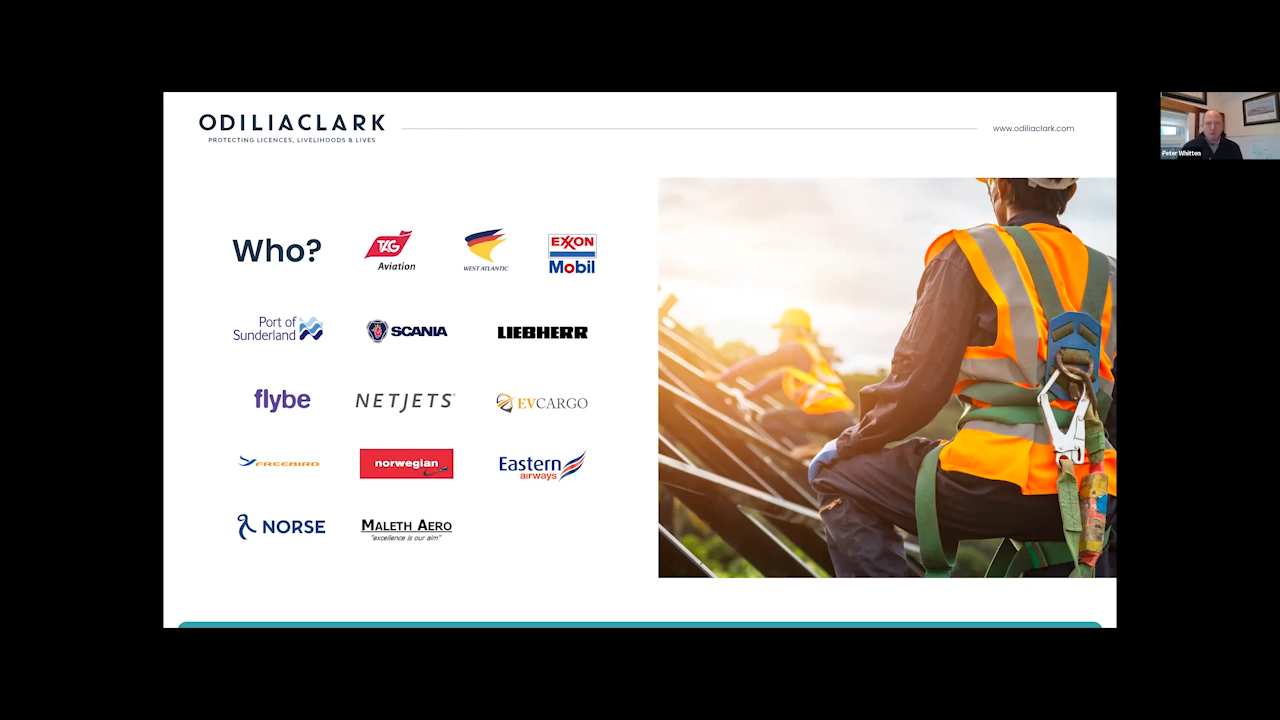 ODILIACLARK
PROTECTING LICENCES, LIVELIHOODS & LIVES
www.odiliaclark.com
Peter Whitten
Who?
TAG
Aviation
WEST ATLANTIC
EXXON
Mobil
Port of
Sunderland
SCANIA
LIEBHERR
flybe
NETJETS
EVCARGO
FREEBIRD
norwegian
Eastern
airways
NORSE
MALETH AERO
"excellence is our aim"